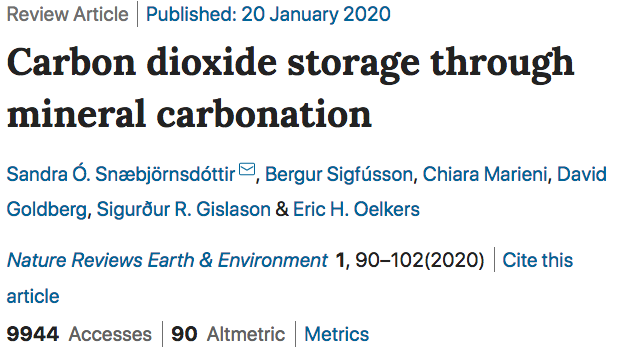 Review Article | Published: 20 January 2020
Carbon dioxide storage through
mineral carbonation
Sandra Ó. Snæbjörnsdóttir, Bergur Sigfússon, Chiara Marieni, David
Goldberg, Sigurður R. Gislason & Eric H. Oelkers
Nature Reviews Earth & Environment 1, 90–102(2020) | Cite this
article
9944 Accesses | 90 Altmetric | Metrics